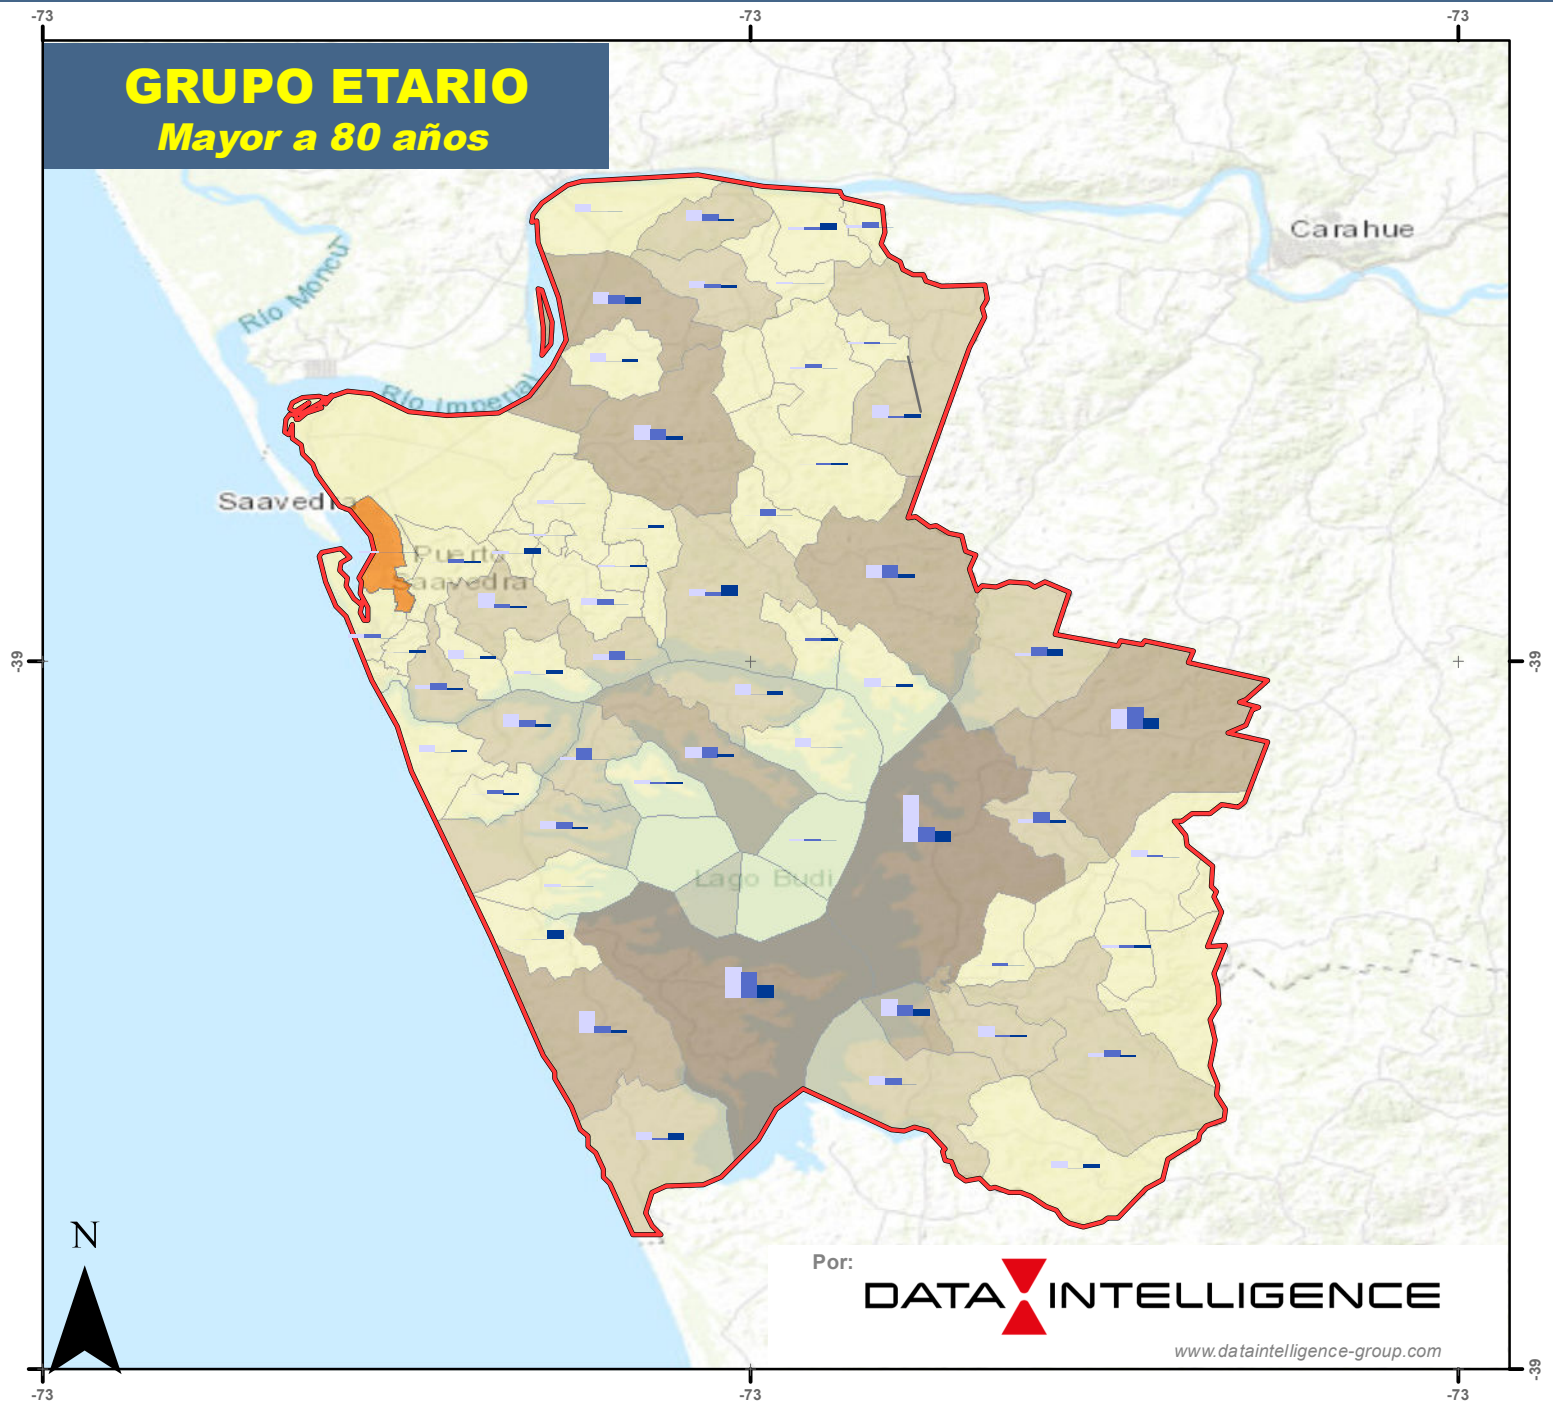 -73
-73
-73
GRUPO ETARIO
Mayor a 80 años
Carahue
Río Moncul
Río Imperial
Saavedra
Puerto
Saavedra
-39
-39
Lago Budi
N
Por:
DATA INTELLIGENCE
www.dataintelligence-group.com
-39
-73
-73
-73